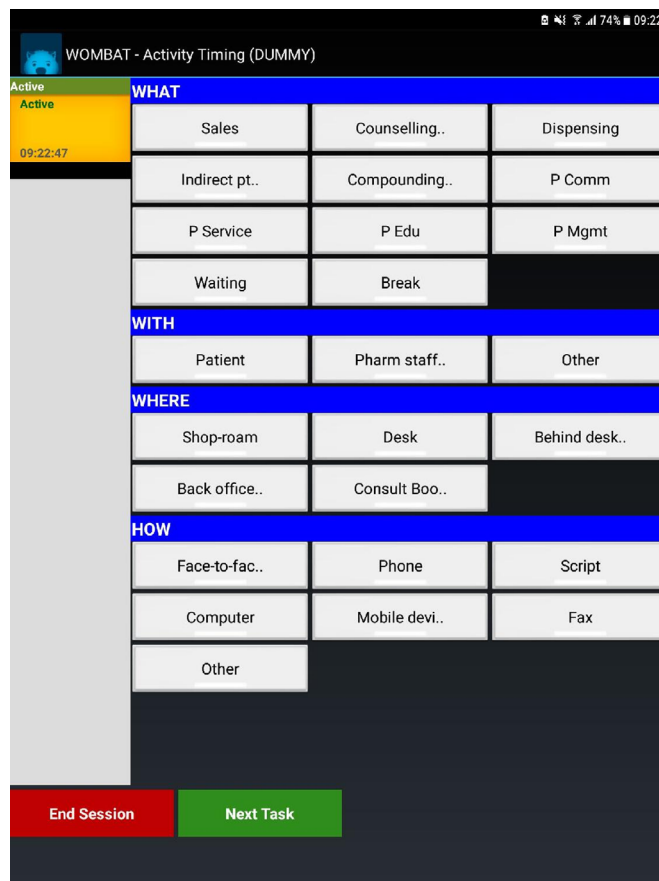 74% 09:22
WOMBAT - Activity Timing (DUMMY)
Active
Active
09:22:47
WHAT
Sales Counselling.. Dispensing
Indirect pt.. Compounding.. P Comm
P Service P Edu P Mgmt
Waiting Break
WITH
Patient Pharm staff.. Other
WHERE
Shop-roam Desk Behind desk..
Back office.. Consult Boo..
HOW
Face-to-fac.. Phone Script
Computer Mobile devi.. Fax
Other
End Session Next Task